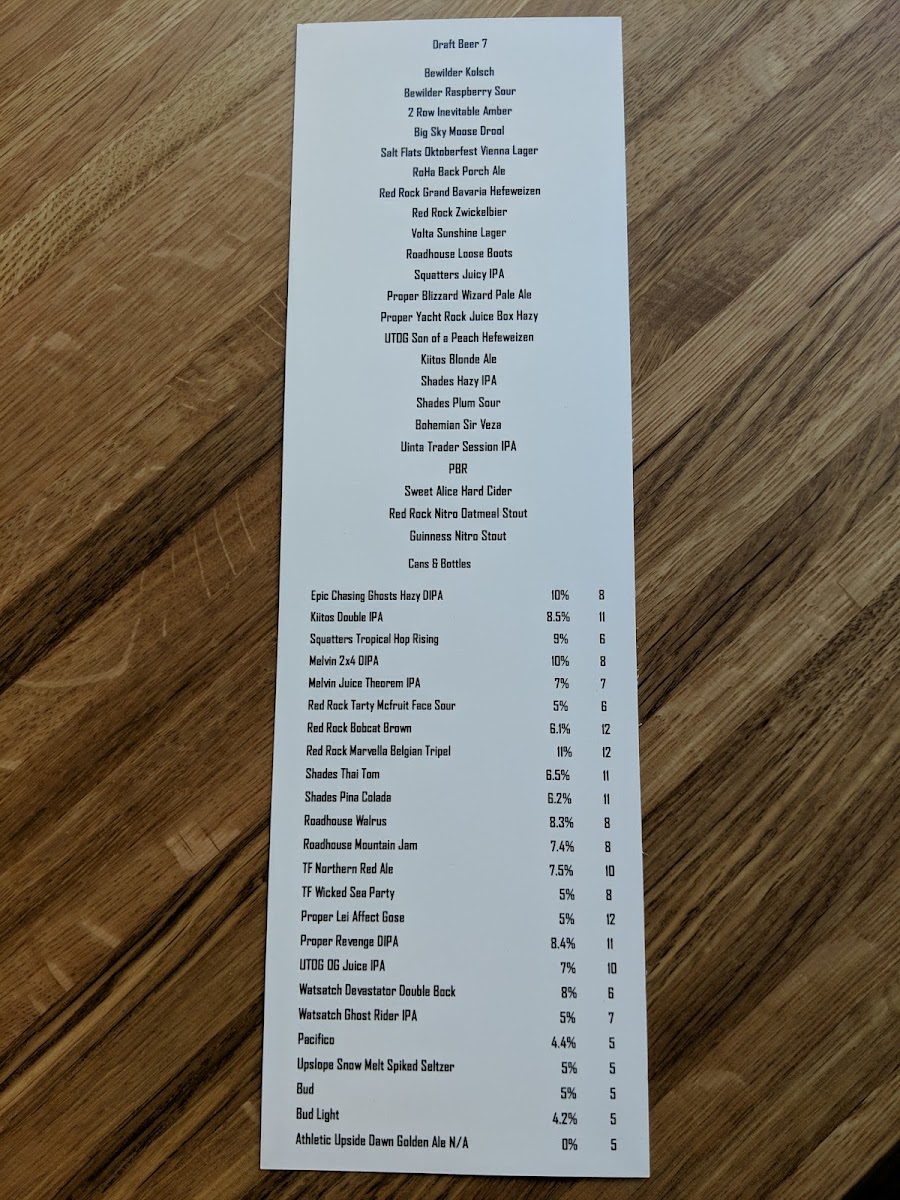 Draft Beer 7
Bewilder Kolsch
Bewilder Raspberry Sour
2 Row Inevitable Amber
Big Sky Moose Drool
Salt Flats Oktoberfest Vienna Lager
RoHa Back Porch Ale
Red Rock Grand Bavaria Hefeweizen
Red Rock Zwickelbier
Volta Sunshine Lager
Roadhouse Loose Boots
Squatters Juicy IPA
Proper Blizzard Wizard Pale Ale
Proper Yacht Rock Juice Box Hazy
UTOG Son of a Peach Hefeweizen
Kiitos Blonde Ale
Shades Hazy IPA
Shades Plum Sour
Bohemian Sir Veza
Uinta Trader Session IPA
PBR
Sweet Alice Hard Cider
Red Rock Nitro Oatmeal Stout
Guinness Nitro Stout
Cans & Bottles
Epic Chasing Ghosts Hazy DIPA 10% 8
Kiitos Double IPA 8.5% 11
Squatters Tropical Hop Rising 9% 6
Melvin 2x4 DIPA 10% 8
Melvin Juice Theorem IPA 7% 7
Red Rock Tarty Mcfruit Face Sour 5% 6
Red Rock Bobcat Brown 6.1% 12
Red Rock Marvella Belgian Tripel 11% 12
Shades Thai Tom 6.5% 11
Shades Pina Colada 6.2% 11
Roadhouse Walrus 8.3% 8
Roadhouse Mountain Jam 7.4% 8
TF Northern Red Ale 7.5% 10
TF Wicked Sea Party 5% 8
Proper Lei Affect Gose 5% 12
Proper Revenge DIPA 8.4% 11
UTOG OG Juice IPA 7% 10
Watsatch Devastator Double Bock 8% 6
Watsatch Ghost Rider IPA 5% 7
Pacifico 4.4% 5
Upslope Snow Melt Spiked Seltzer 5% 5
Bud 5% 5
Bud Light 4.2% 5
Athletic Upside Dawn Golden Ale N/A 0% 5